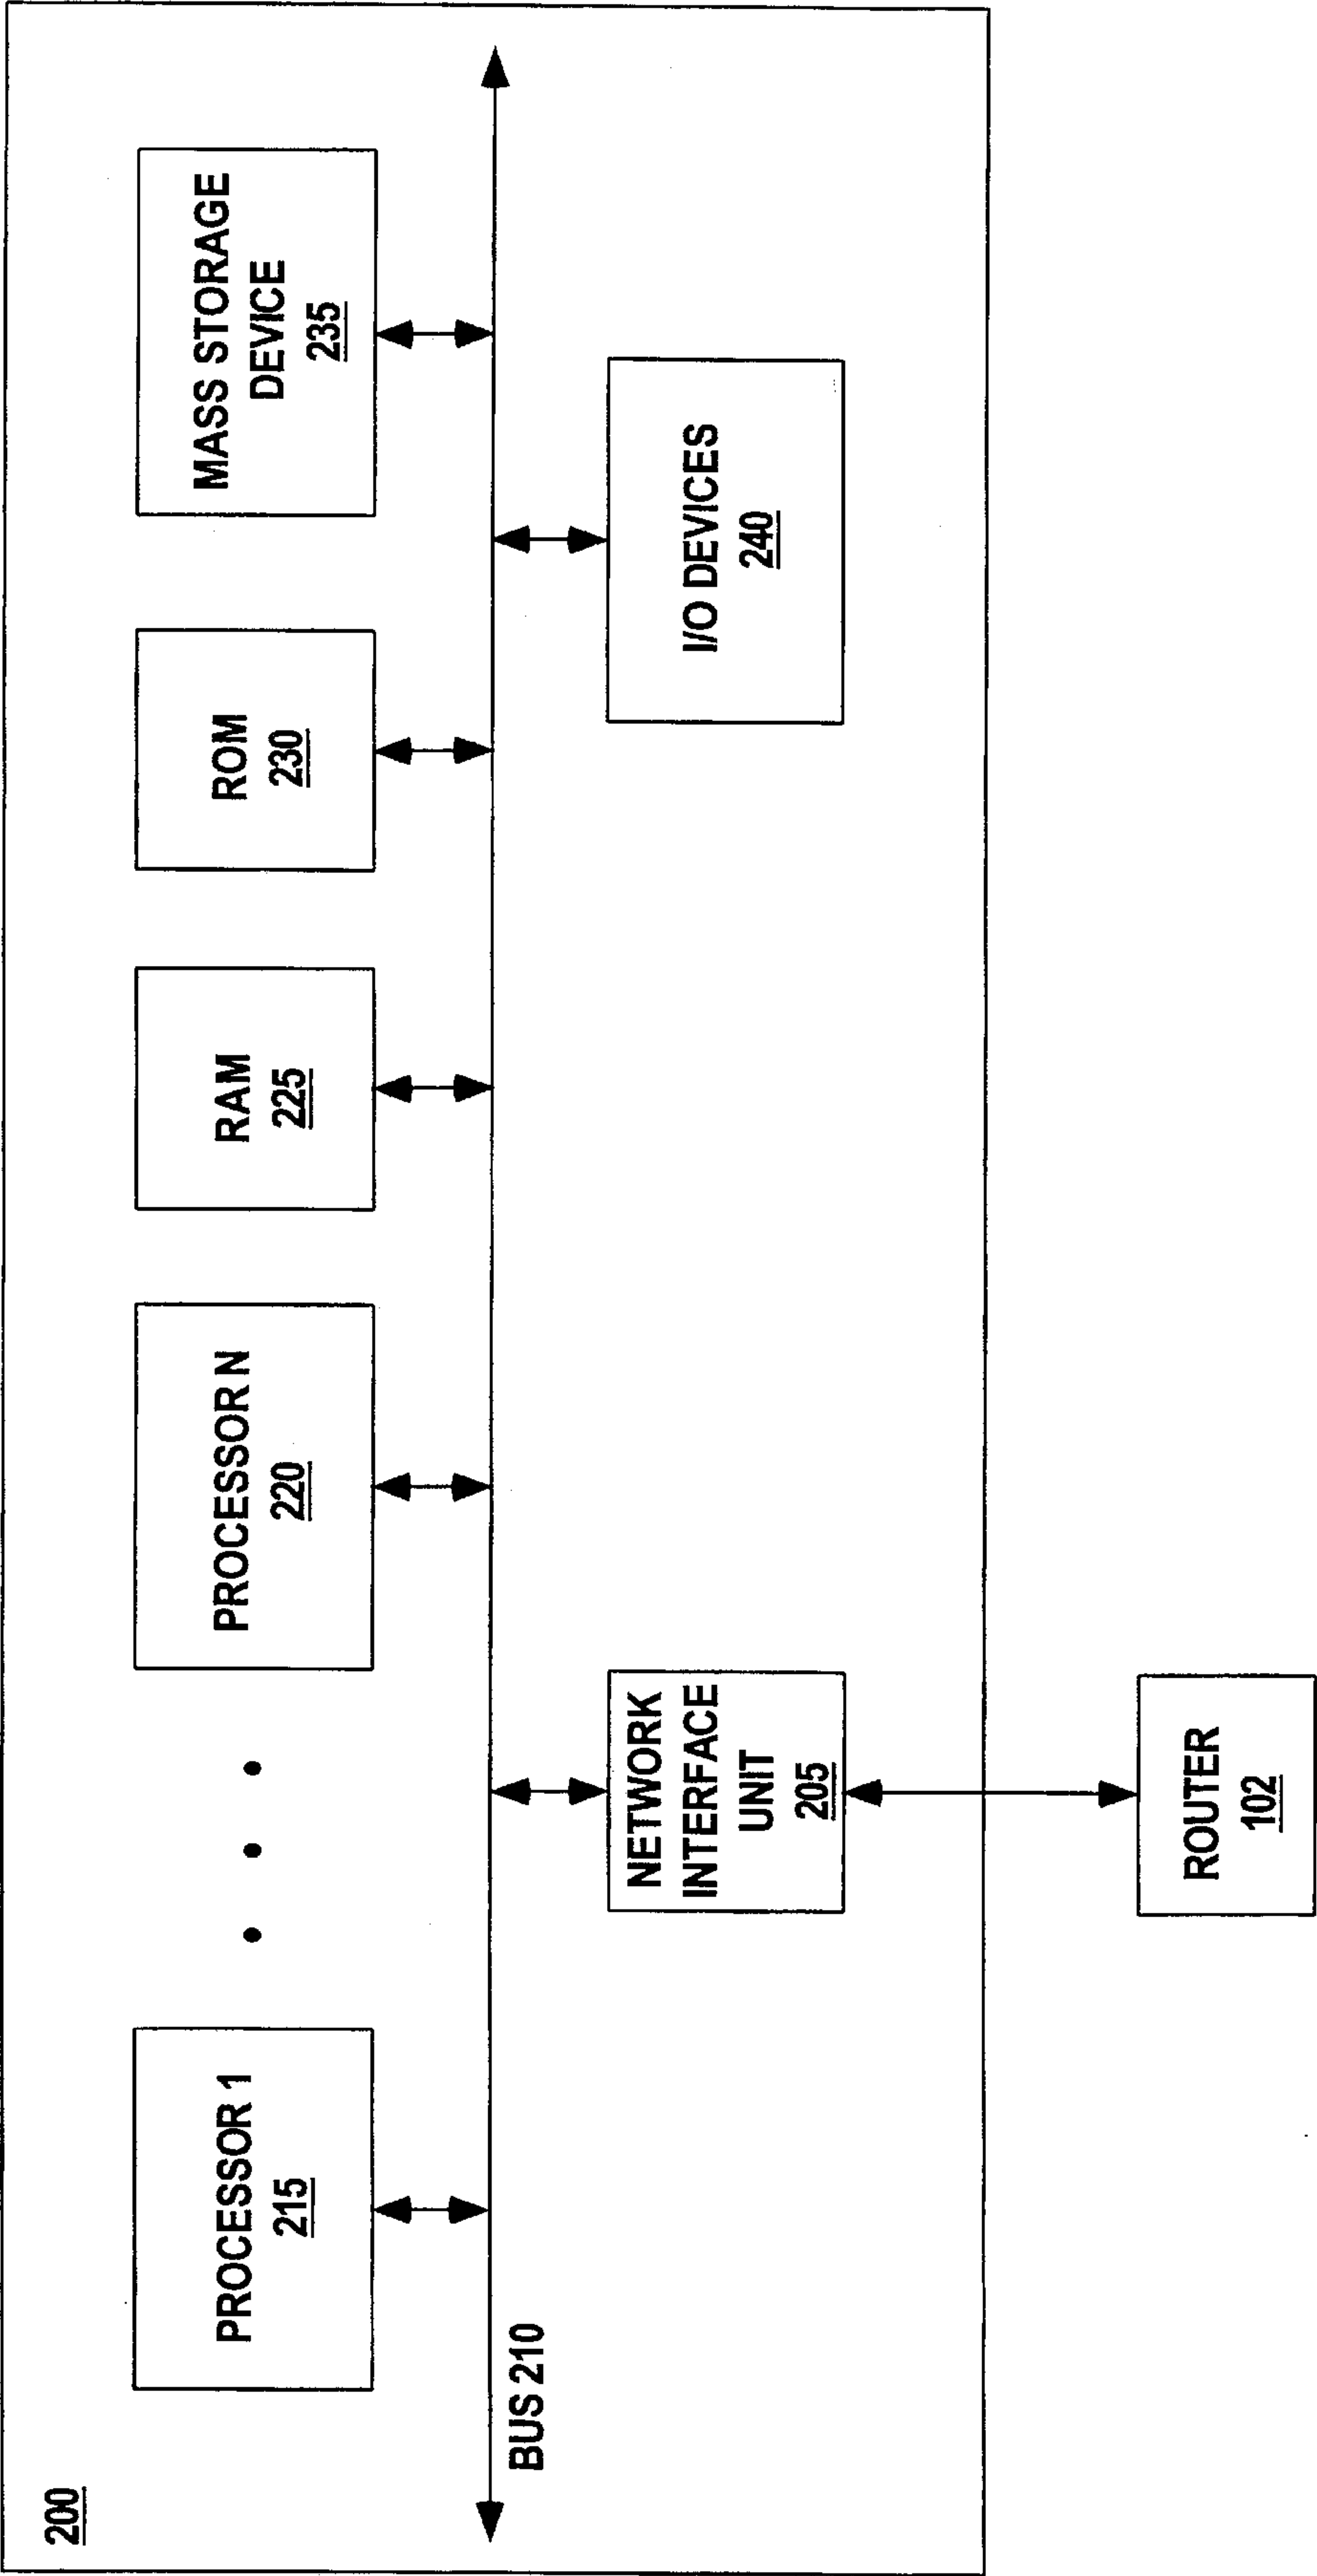 200
PROCESSOR 1
215
PROCESSOR N
220
RAM
225
ROM
230
MASS STORAGE
DEVICE
235
BUS 210
NETWORK
INTERFACE
UNIT
205
I/O DEVICES
240
ROUTER
102